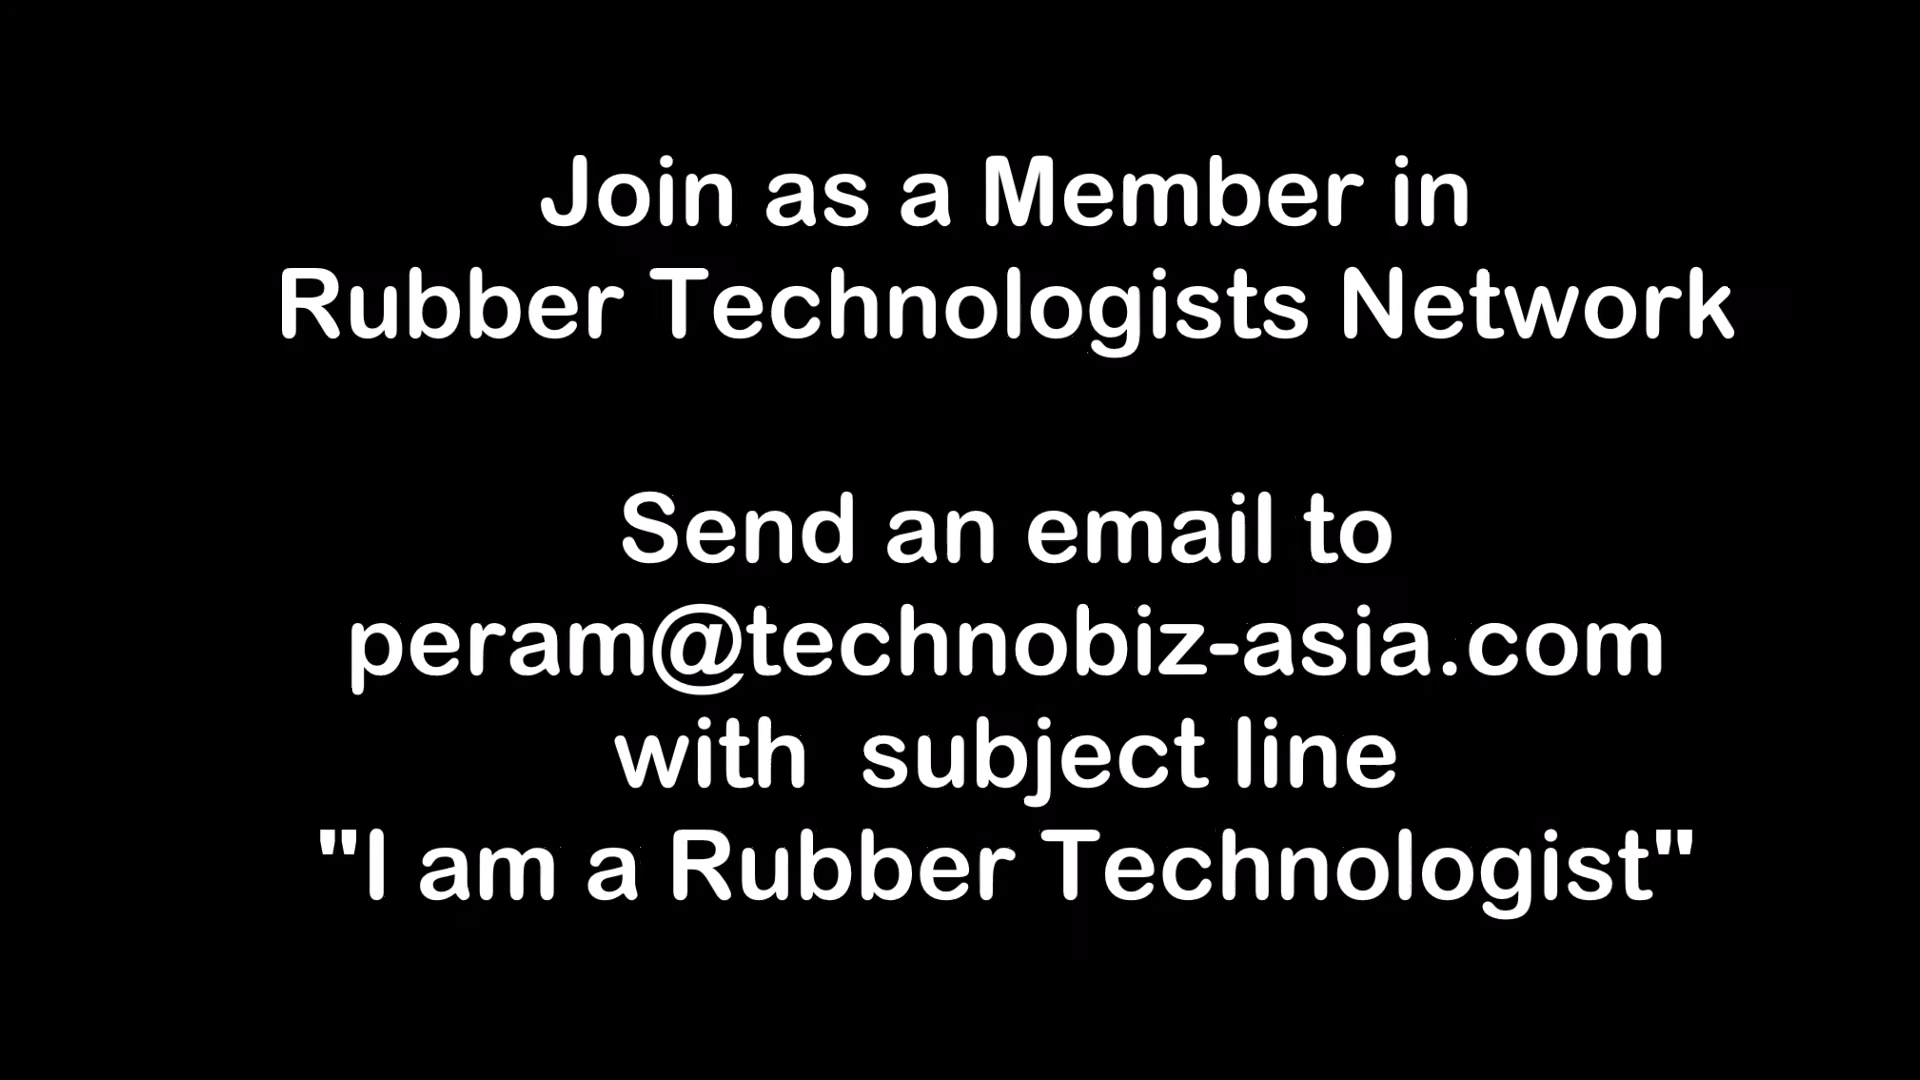 Join as a Member in
Rubber Technologists Network
Send an email to
peram@technobiz-asia.com
with  subject line
"I am a Rubber Technologist"